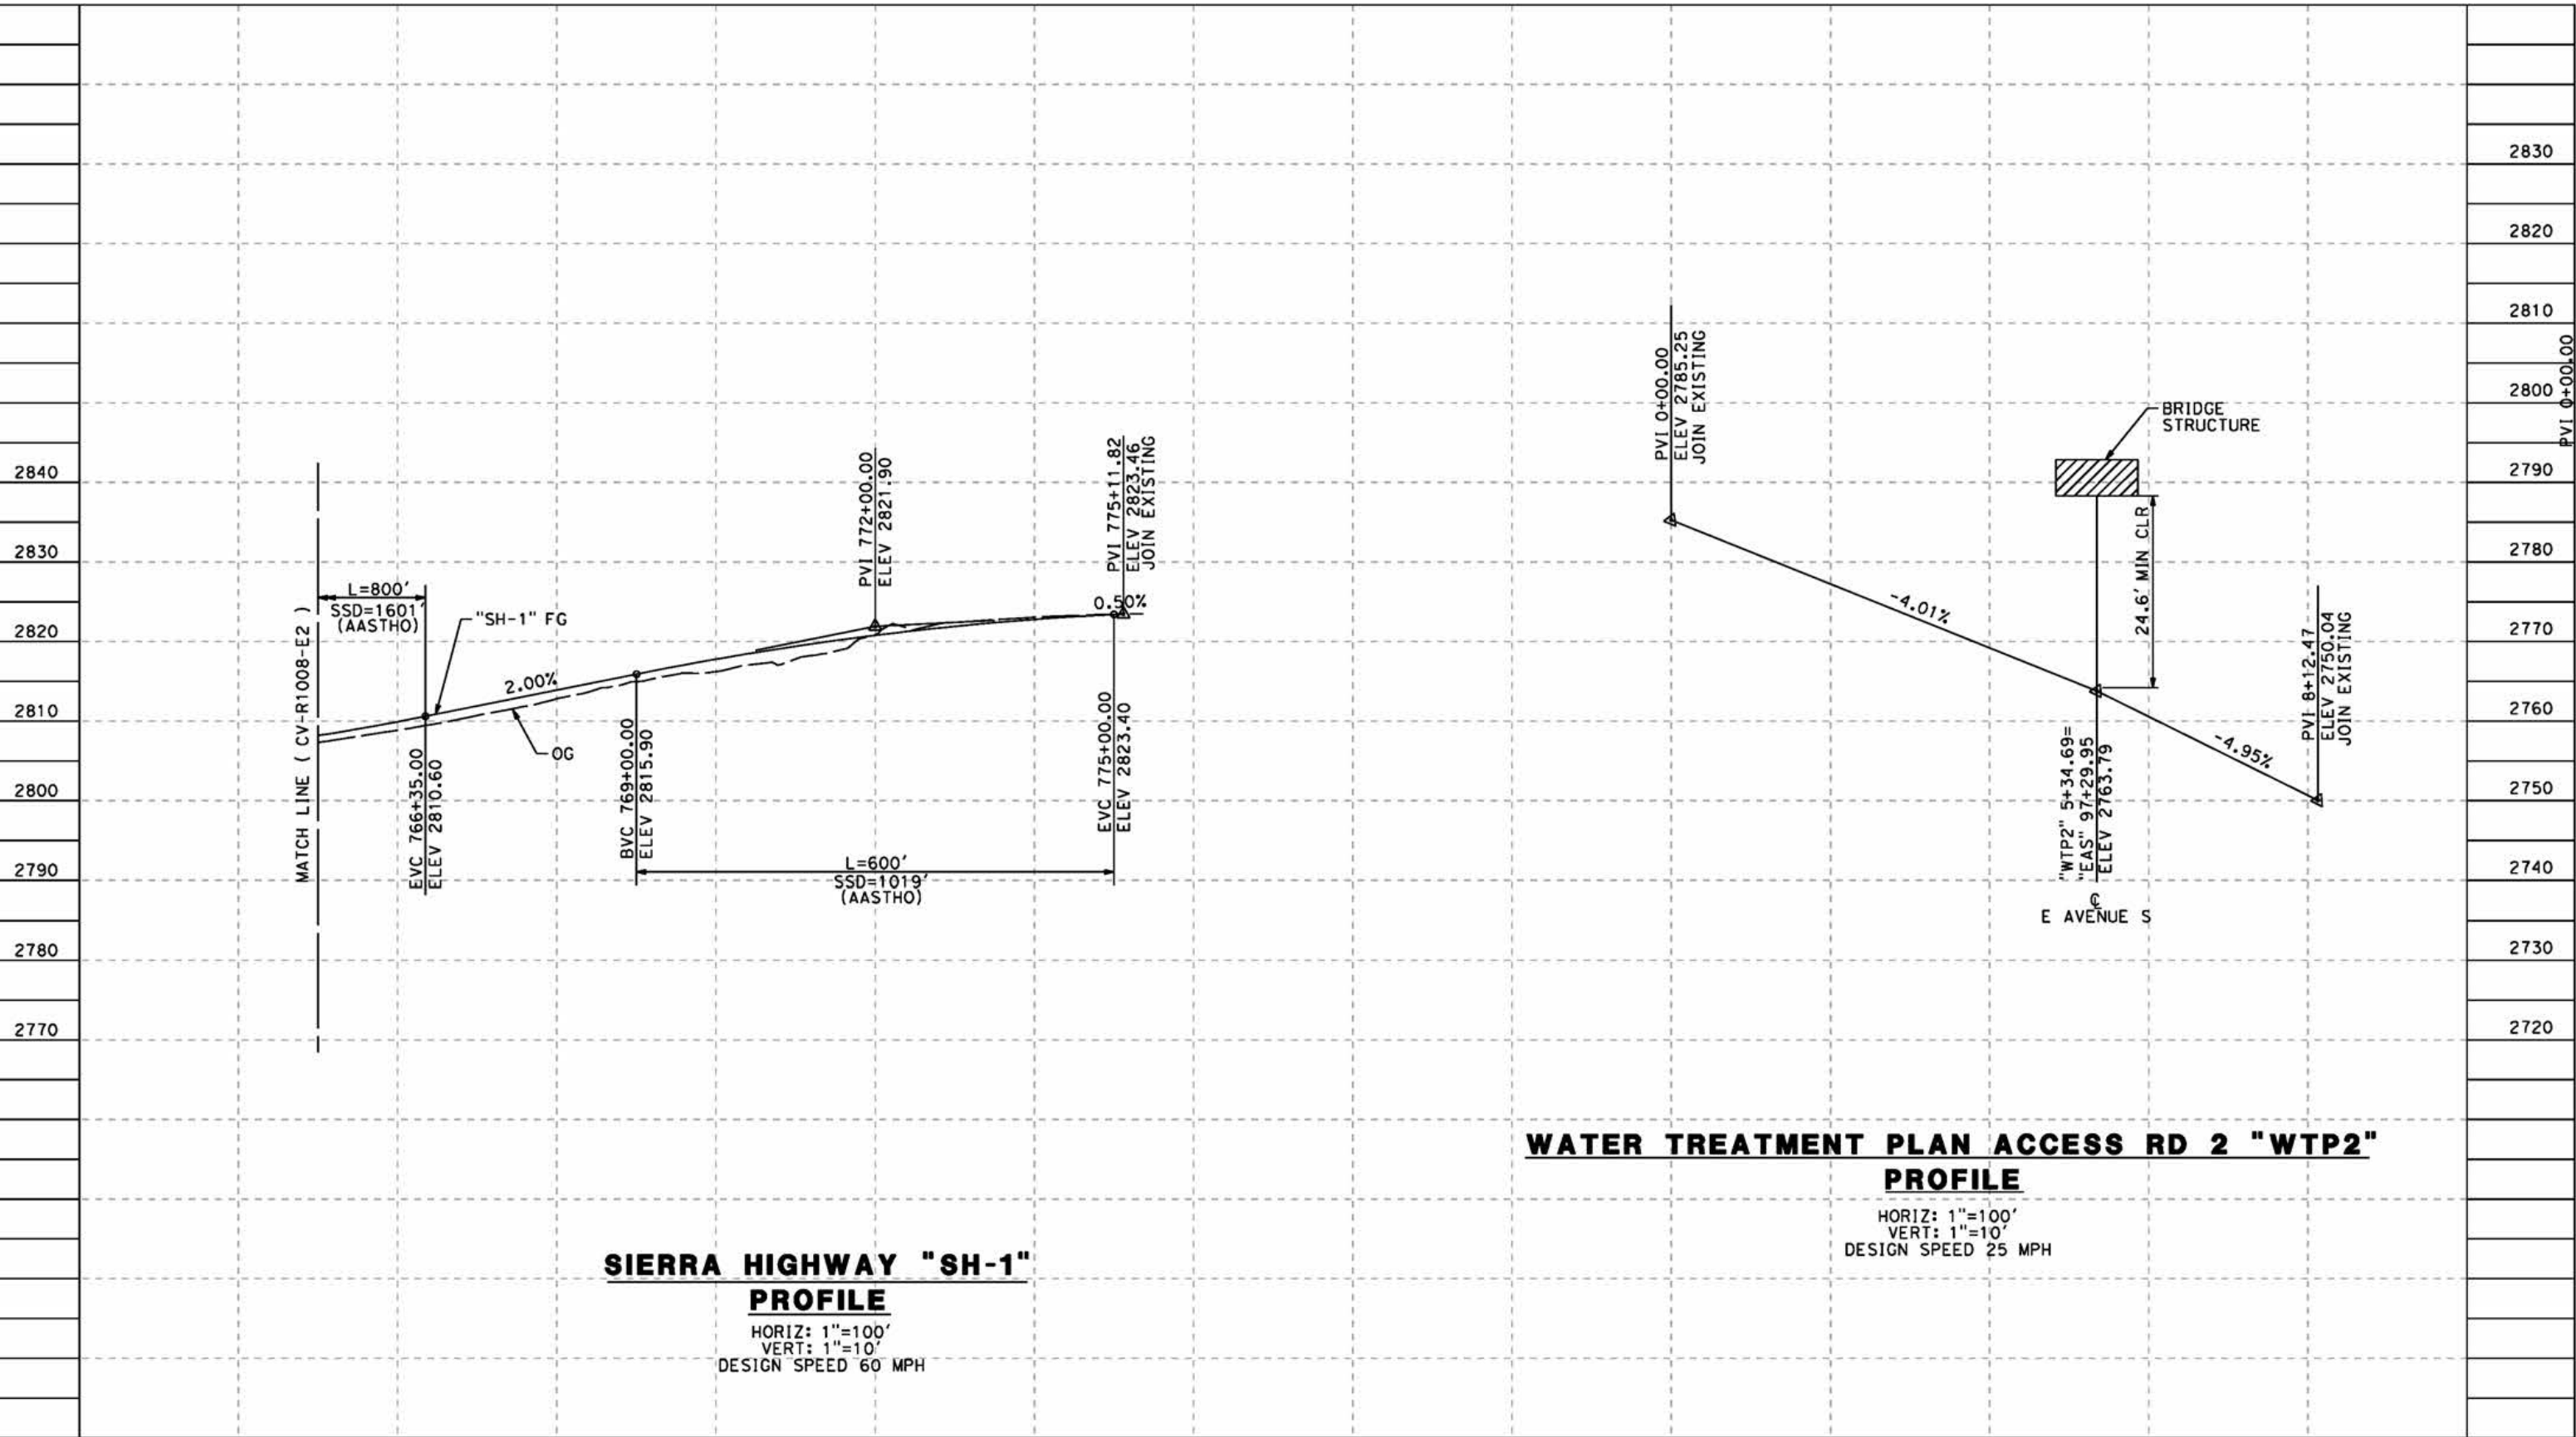 2840
2830
2820
2810
2800
2790
2780
2770
MATCH LINE ( CV-R1008-E2 )
L=800'
SSD=1601'
(AASTHO)
"SH-1" FG
2.00%
OG
EVC 766+35.00
ELEV 2810.60
BVC 769+00.00
ELEV 2815.90
PVI 772+00.00
ELEV 2821.90
PVI 775+11.82
ELEV 2823.46
JOIN EXISTING
0.50%
EVC 775+00.00
ELEV 2823.40
L=600'
SSD=1019'
(AASTHO)
SIERRA HIGHWAY "SH-1"
PROFILE
HORIZ: 1"=100'
VERT: 1"=10'
DESIGN SPEED 60 MPH
PVI 0+00.00
ELEV 2785.25
JOIN EXISTING
-4.01%
BRIDGE
STRUCTURE
24.6' MIN CLR
"WTP2" 5+34.69=
"EAS" 97+29.95
ELEV 2763.79
℄
E AVENUE S
-4.95%
PVI 8+12.47
ELEV 2750.04
JOIN EXISTING
WATER TREATMENT PLAN ACCESS RD 2 "WTP2"
PROFILE
HORIZ: 1"=100'
VERT: 1"=10'
DESIGN SPEED 25 MPH
2830
2820
2810
2800
2790
2780
2770
2760
2750
2740
2730
2720
PVI 0+00.00